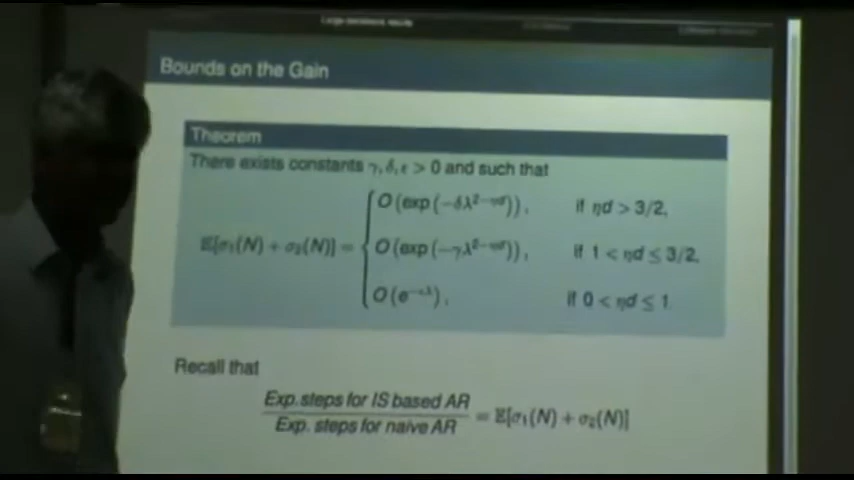 Bounds on the Gain
Theorem
There exists constants γ, δ, ϵ > 0 and such that
𝔼[σ₁(N) + σ₂(N)] = { O(exp(−δλ^{2−ηd})), if ηd > 3/2,
O(exp(−γλ^{2−ηd})), if 1 < ηd ≤ 3/2,
O(e^{−ϵλ}), if 0 < ηd ≤ 1
Recall that
Exp. steps for IS based AR
Exp. steps for naive AR
= 𝔼[σ₁(N) + σ₂(N)]